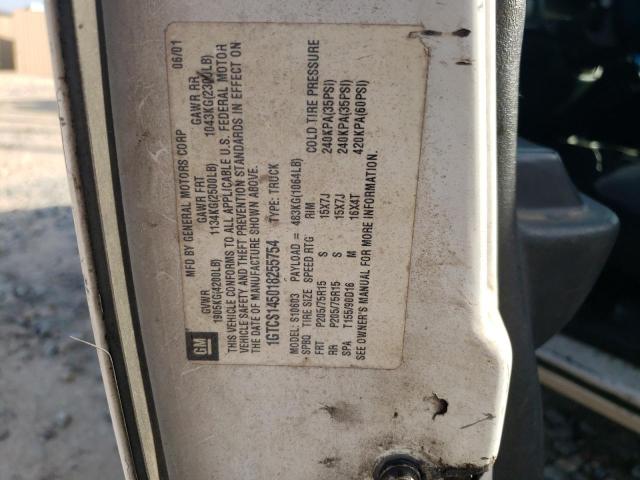 GM
MFD BY GENERAL MOTORS CORP 06/01
GVWR GAWR FRT GAWR RR
1905KG(4200LB) 1134KG(2500LB) 1043KG(2300LB)
THIS VEHICLE CONFORMS TO ALL APPLICABLE U.S. FEDERAL MOTOR
VEHICLE SAFETY AND THEFT PREVENTION STANDARDS IN EFFECT ON
THE DATE OF MANUFACTURE SHOWN ABOVE.
1GTCS145018255754 TYPE: TRUCK
MODEL: S10603 PAYLOAD = 483KG(1064LB)
SPRO TIRE SIZE SPEED RTG RIM COLD TIRE PRESSURE
FRT P205/75R15 S 15X7J 240KPA(35PSI)
RR P205/75R15 S 15X7J 240KPA(35PSI)
SPA T155/90D16 M 16X4T 420KPA(60PSI)
SEE OWNER'S MANUAL FOR MORE INFORMATION.